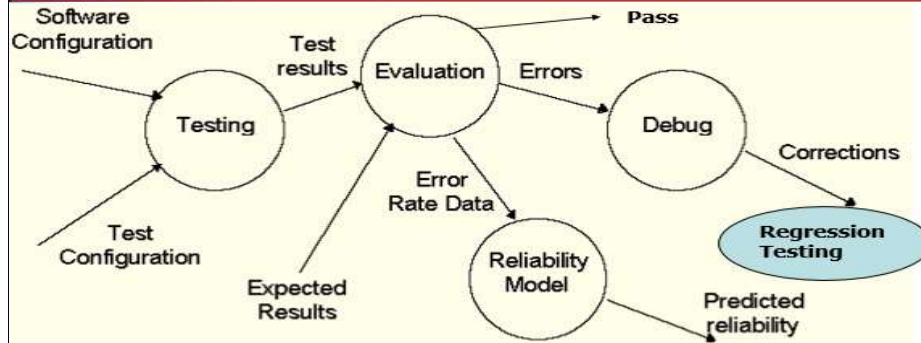 Software
Configuration
Test
results
Evaluation
Pass
Errors
Testing
Debug
Corrections
Error
Rate Data
Test
Configuration
Regression
Testing
Expected
Results
Reliability
Model
Predicted
reliability